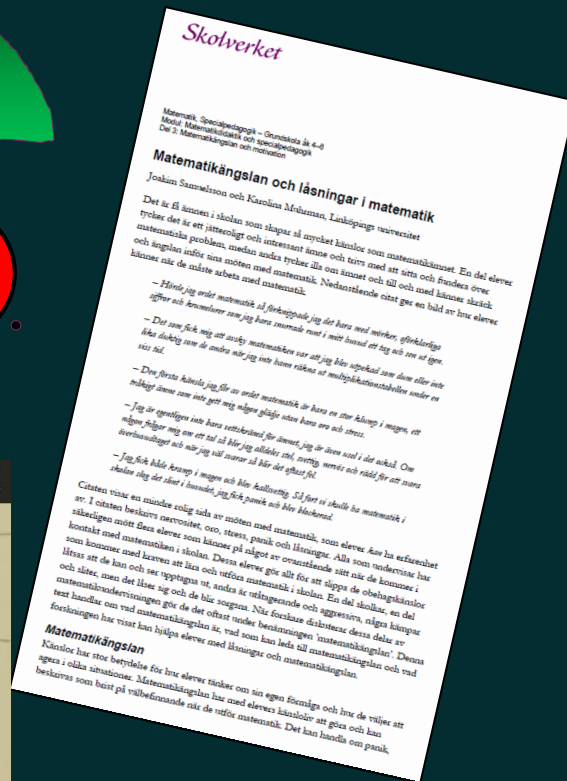 Skolverket
Matematik, Specialpedagogik – Grundskola åk 4–6
Modul: Matematikdidaktik och specialpedagogik
Del 3: Matematikängslan och motivation
Matematikängslan och låsningar i matematik
Joakim Samuelsson och Karolina Muhrman, Linköpings universitet
Det är få ämnen i skolan som skapar så mycket känslor som matematikämnet. En del elever
tycker det är ett jätteroligt och intressant ämne och trivs med att sitta och fundera över
matematiska problem, medan andra tycker illa om ämnet och till och med känner skräck
och ängslan inför sina möten med matematik. Nedanstående citat ger en bild av hur elever
känner när de måste arbeta med matematik.
– Hörde jag ordet matematik så förknippade jag det bara med mörker, oförklarliga
siffror och krumelurer som jag bara snurrade runt i mitt huvud ett tag och sen ut igen.
– Det som fick mig att avsky matematiken var att jag blev utpekad som dum eller inte
lika duktig som de andra när jag inte hann räkna ut multiplikationstabellen under en
viss tid.
– Den första känsla jag får av ordet matematik är bara en stor klump i magen, ett
tråkigt ämne som inte gett mig någon glädje utan bara oro och stress.
– Jag är egentligen inte bara vettskrämd för ämnet, jag är även usel i det också. Om
någon frågar mig om ett tal så blir jag alldeles stel, svettig, nervös och rädd för att svara
överhuvudtaget och när jag väl svarar så blir det oftast fel.
– Jag fick både kramp i magen och blev kallsvettig. Så fort vi skulle ha matematik i
skolan slog det slint i huvudet, jag fick panik och blev blockerad.
Citaten visar en mindre rolig sida av möten med matematik, som elever kan ha erfarenhet
av. I citaten beskrivs nervositet, oro, stress, panik och låsningar. Alla som undervisar har
säkerligen mött flera elever som känner på något av ovanstående sätt när de kommer i
kontakt med matematiken i skolan. Dessa elever gör allt för att slippa de obehagskänslor
som kommer med kraven att lära och utföra matematik i skolan. En del skolkar, en del
låtsas att de kan och ser upptagna ut, andra är utåtagerande och aggressiva, några kämpar
och sliter, men det låser sig och de blir sorgsna. När forskare diskuterar dessa delar av
matematikundervisningen gör de det oftast under benämningen 'matematikängslan'. Denna
text handlar om vad matematikängslan är, vad som kan leda till matematikängslan och vad
forskningen har visat kan hjälpa elever med låsningar och matematikängslan.
Matematikängslan
Känslor har stor betydelse för hur elever tänker om sin egen förmåga och hur de väljer att
agera i olika situationer. Matematikängslan har med elevers känsloliv att göra och kan
beskrivas som brist på välbefinnande när de utför matematik. Det kan handla om panik,